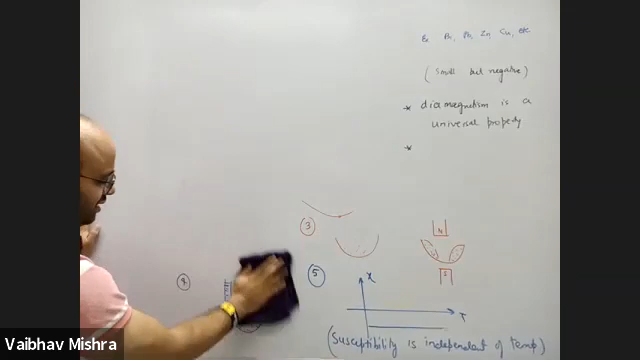 Bi, Pb, Zn, Cu, etc
(small but negative)
* diamagnetism is a
universal property
*
3
N
S
4
5
χ
T
(Susceptibility is independent of temp)
Vaibhav Mishra